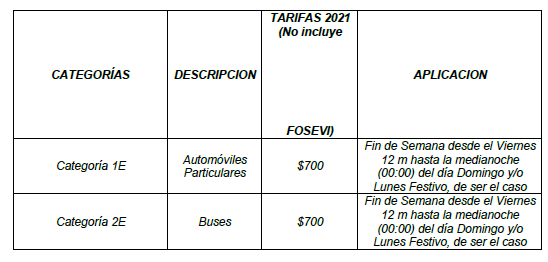 CATEGORÍAS
DESCRIPCION
TARIFAS 2021
(No incluye
FOSEVI)
APLICACION
Categoría 1E
Automóviles
Particulares
$700
Fin de Semana desde el Viernes
12 m hasta la medianoche
(00:00) del día Domingo y/o
Lunes Festivo, de ser el caso
Categoría 2E
Buses
$700
Fin de Semana desde el Viernes
12 m hasta la medianoche
(00:00) del día Domingo y/o
Lunes Festivo, de ser el caso